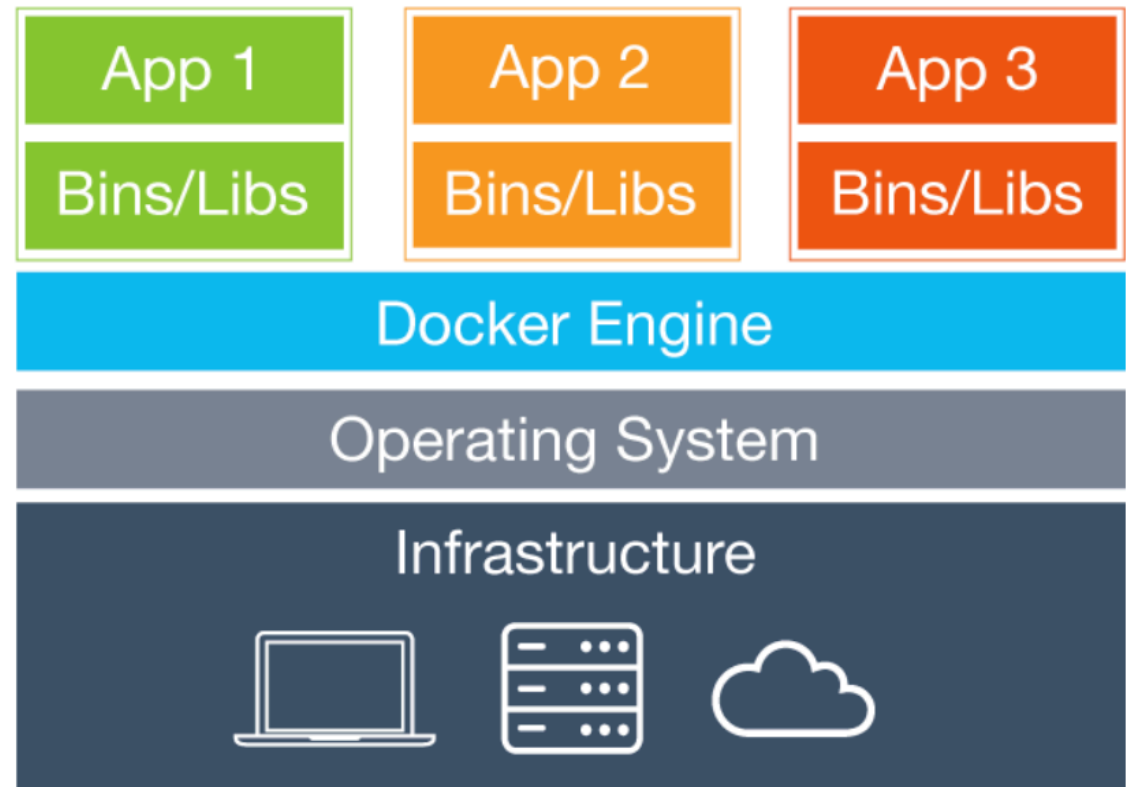 App 1
App 2
App 3
Bins/Libs
Bins/Libs
Bins/Libs
Docker Engine
Operating System
Infrastructure